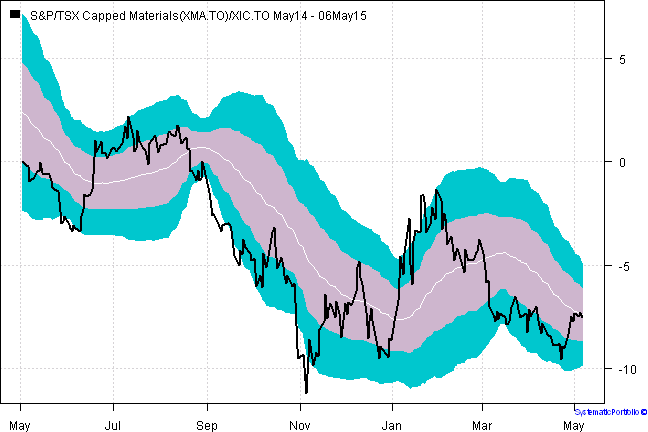 S&P/TSX Capped Materials(XMA.TO)/XIC.TO May14 - 06May15
5
0
-5
-10
May Jul Sep Nov Jan Mar May
SystematicPortfolio ©